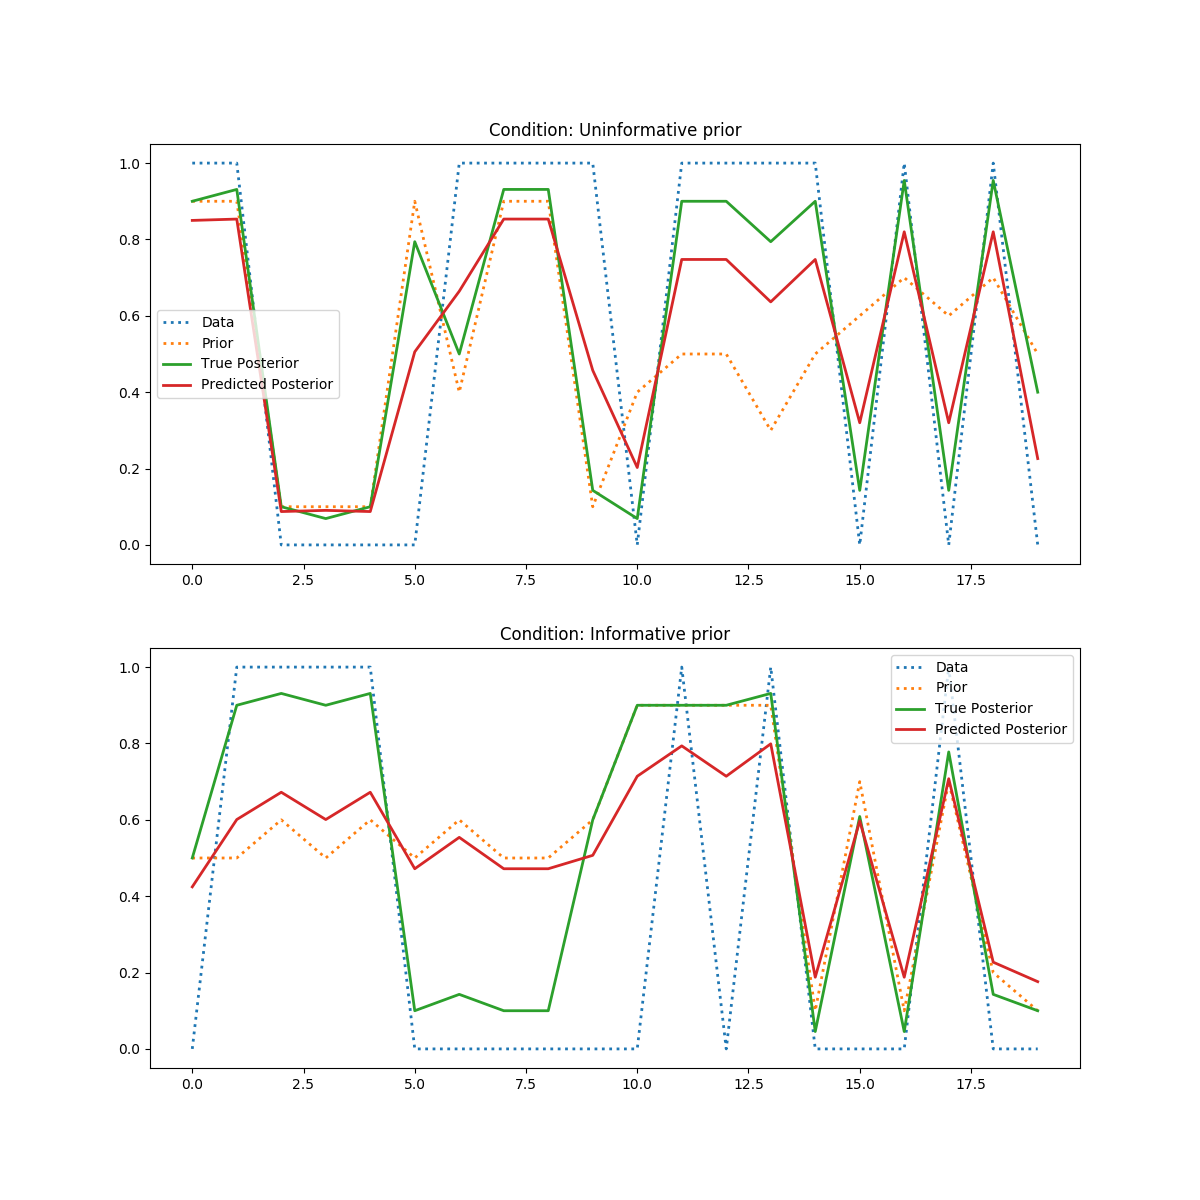 Condition: Uninformative prior
1.0
0.8
0.6
0.4
0.2
0.0
Data
Prior
True Posterior
Predicted Posterior
0.0 2.5 5.0 7.5 10.0 12.5 15.0 17.5
Condition: Informative prior
1.0
0.8
0.6
0.4
0.2
0.0
Data
Prior
True Posterior
Predicted Posterior
0.0 2.5 5.0 7.5 10.0 12.5 15.0 17.5